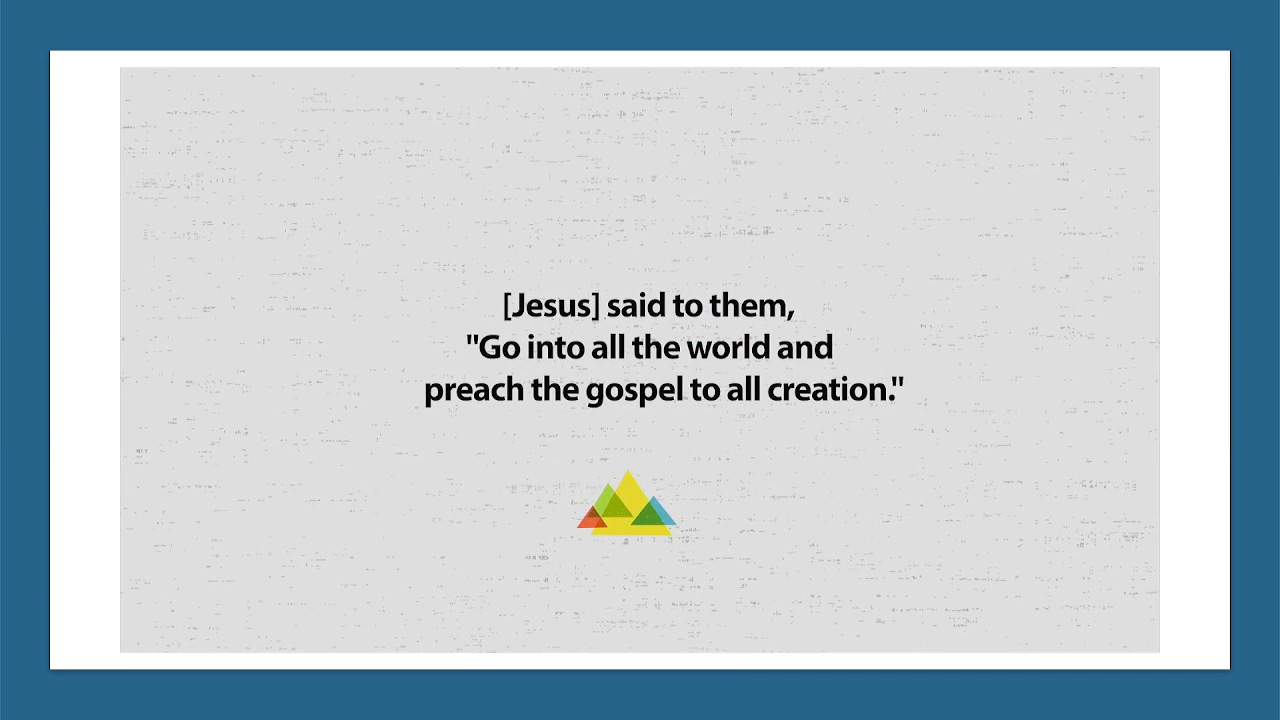 [Jesus] said to them,
"Go into all the world and
preach the gospel to all creation."